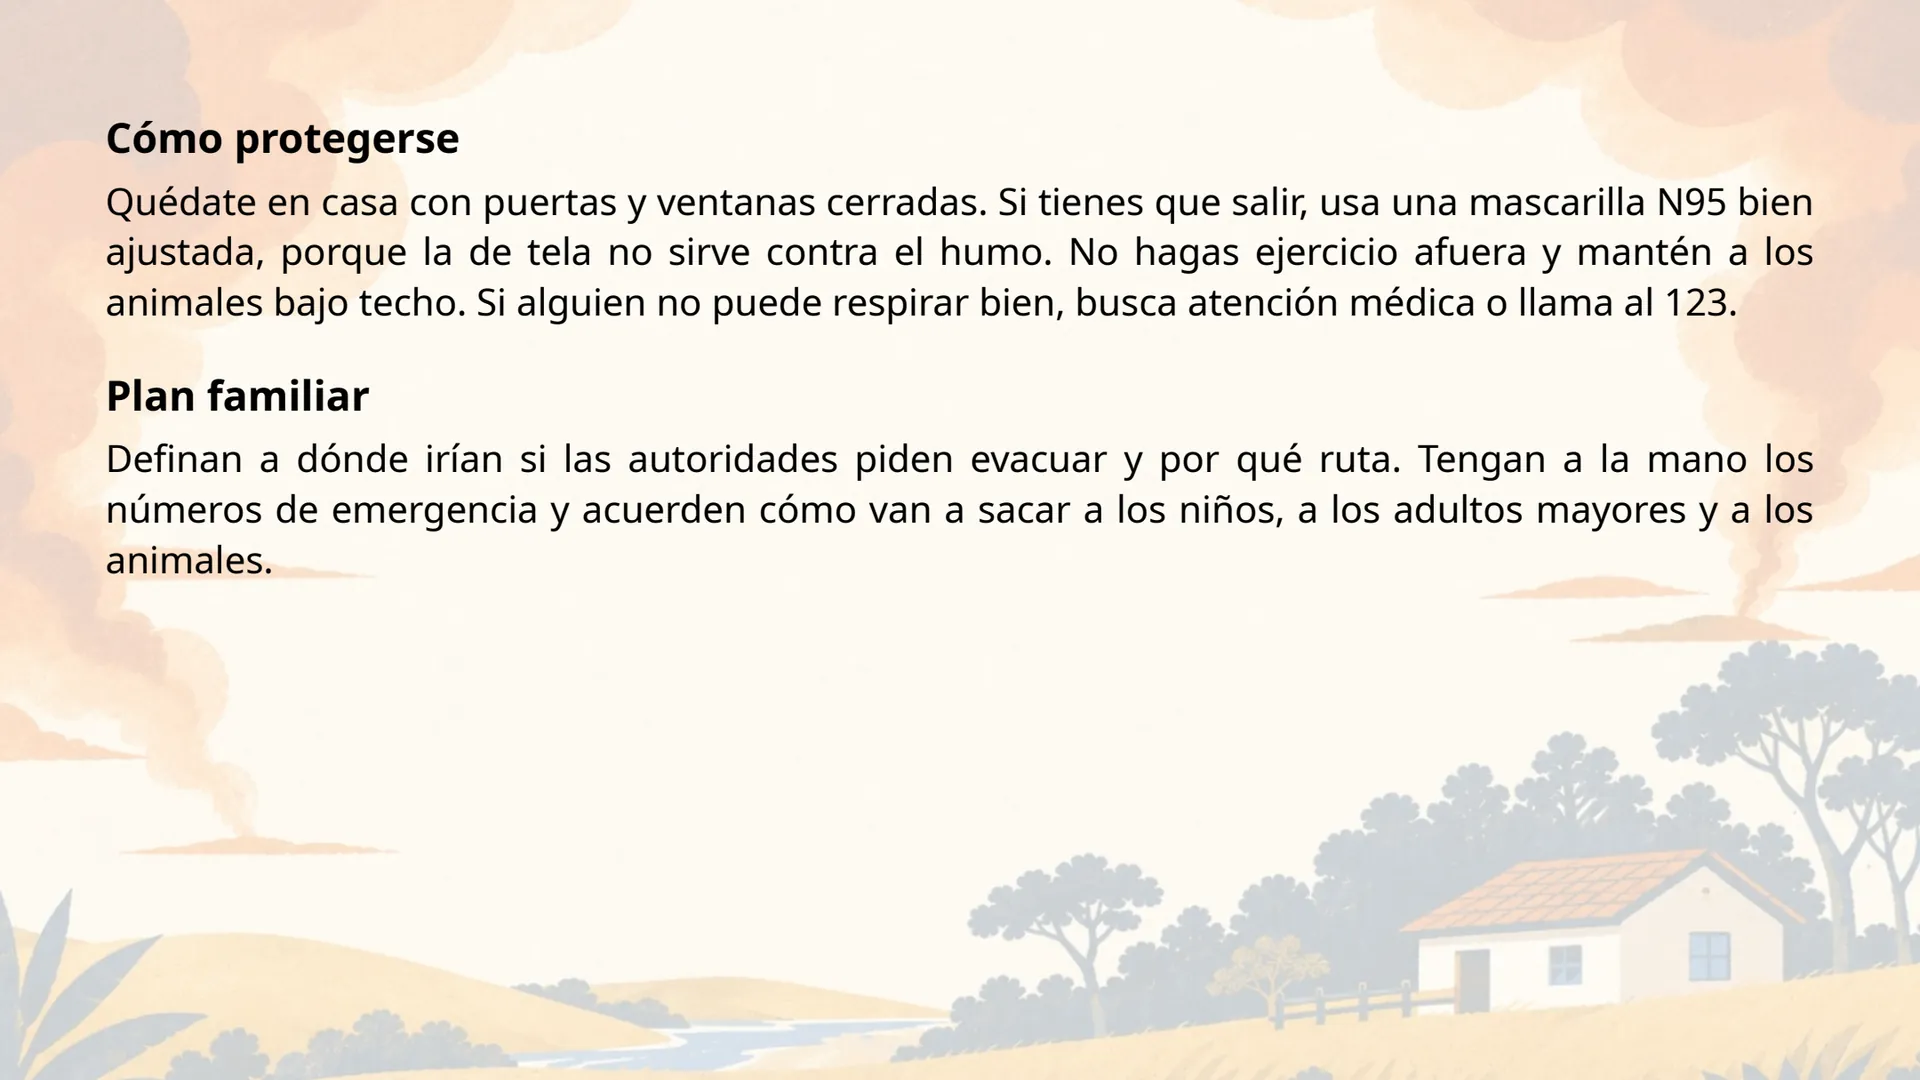 Cómo protegerse
Quédate en casa con puertas y ventanas cerradas. Si tienes que salir, usa una mascarilla N95 bien
ajustada, porque la de tela no sirve contra el humo. No hagas ejercicio afuera y mantén a los
animales bajo techo. Si alguien no puede respirar bien, busca atención médica o llama al 123.
Plan familiar
Definan a dónde irían si las autoridades piden evacuar y por qué ruta. Tengan a la mano los
números de emergencia y acuerden cómo van a sacar a los niños, a los adultos mayores y a los
animales.